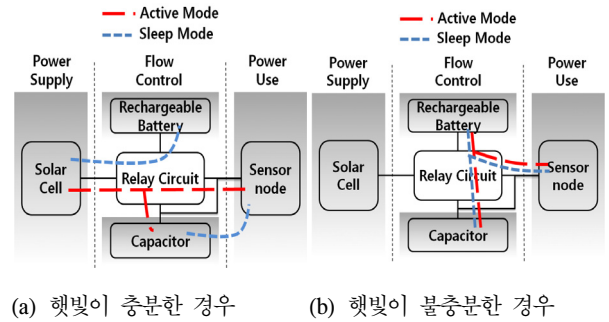 Active Mode
Sleep Mode
Power
Supply
Flow
Control
Power
Use
Rechargeable
Battery
Solar
Cell
Relay Circuit
Sensor
node
Capacitor
(a) 햇빛이 충분한 경우
Active Mode
Sleep Mode
Power
Supply
Flow
Control
Power
Use
Rechargeable
Battery
Solar
Cell
Relay Circuit
Sensor
node
Capacitor
(b) 햇빛이 불충분한 경우